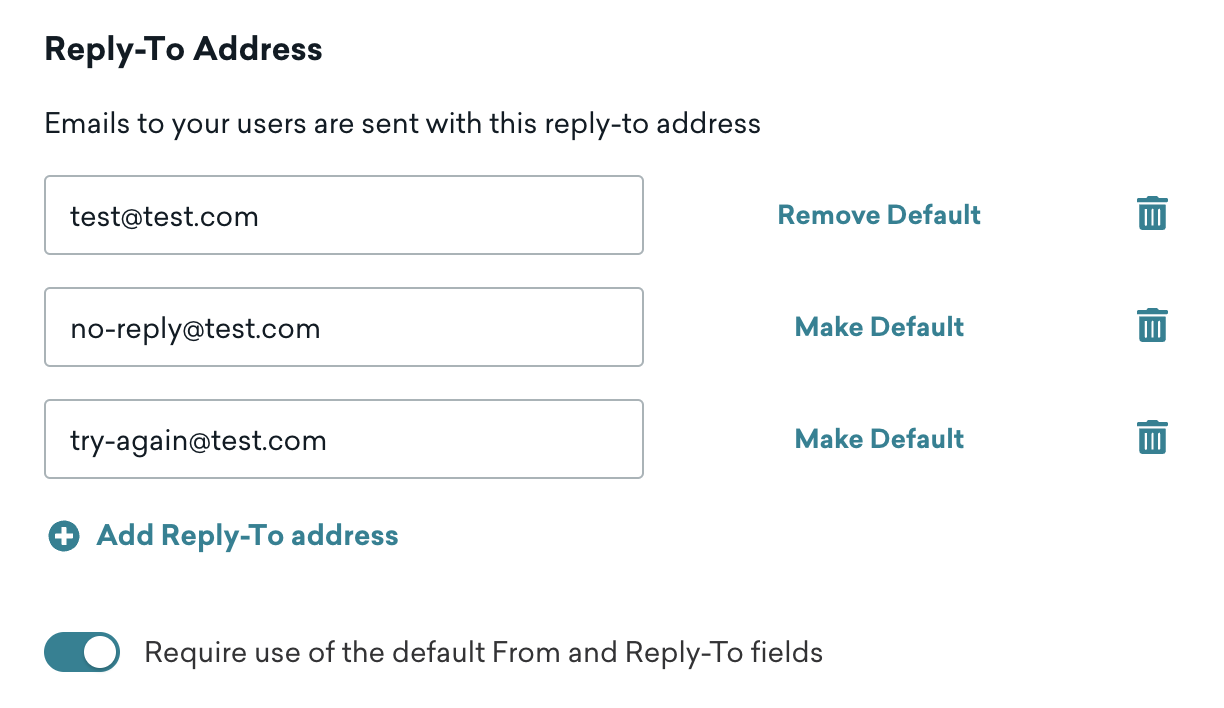 Reply-To Address
Emails to your users are sent with this reply-to address
test@test.com Remove Default
no-reply@test.com Make Default
try-again@test.com Make Default
Add Reply-To address
Require use of the default From and Reply-To fields